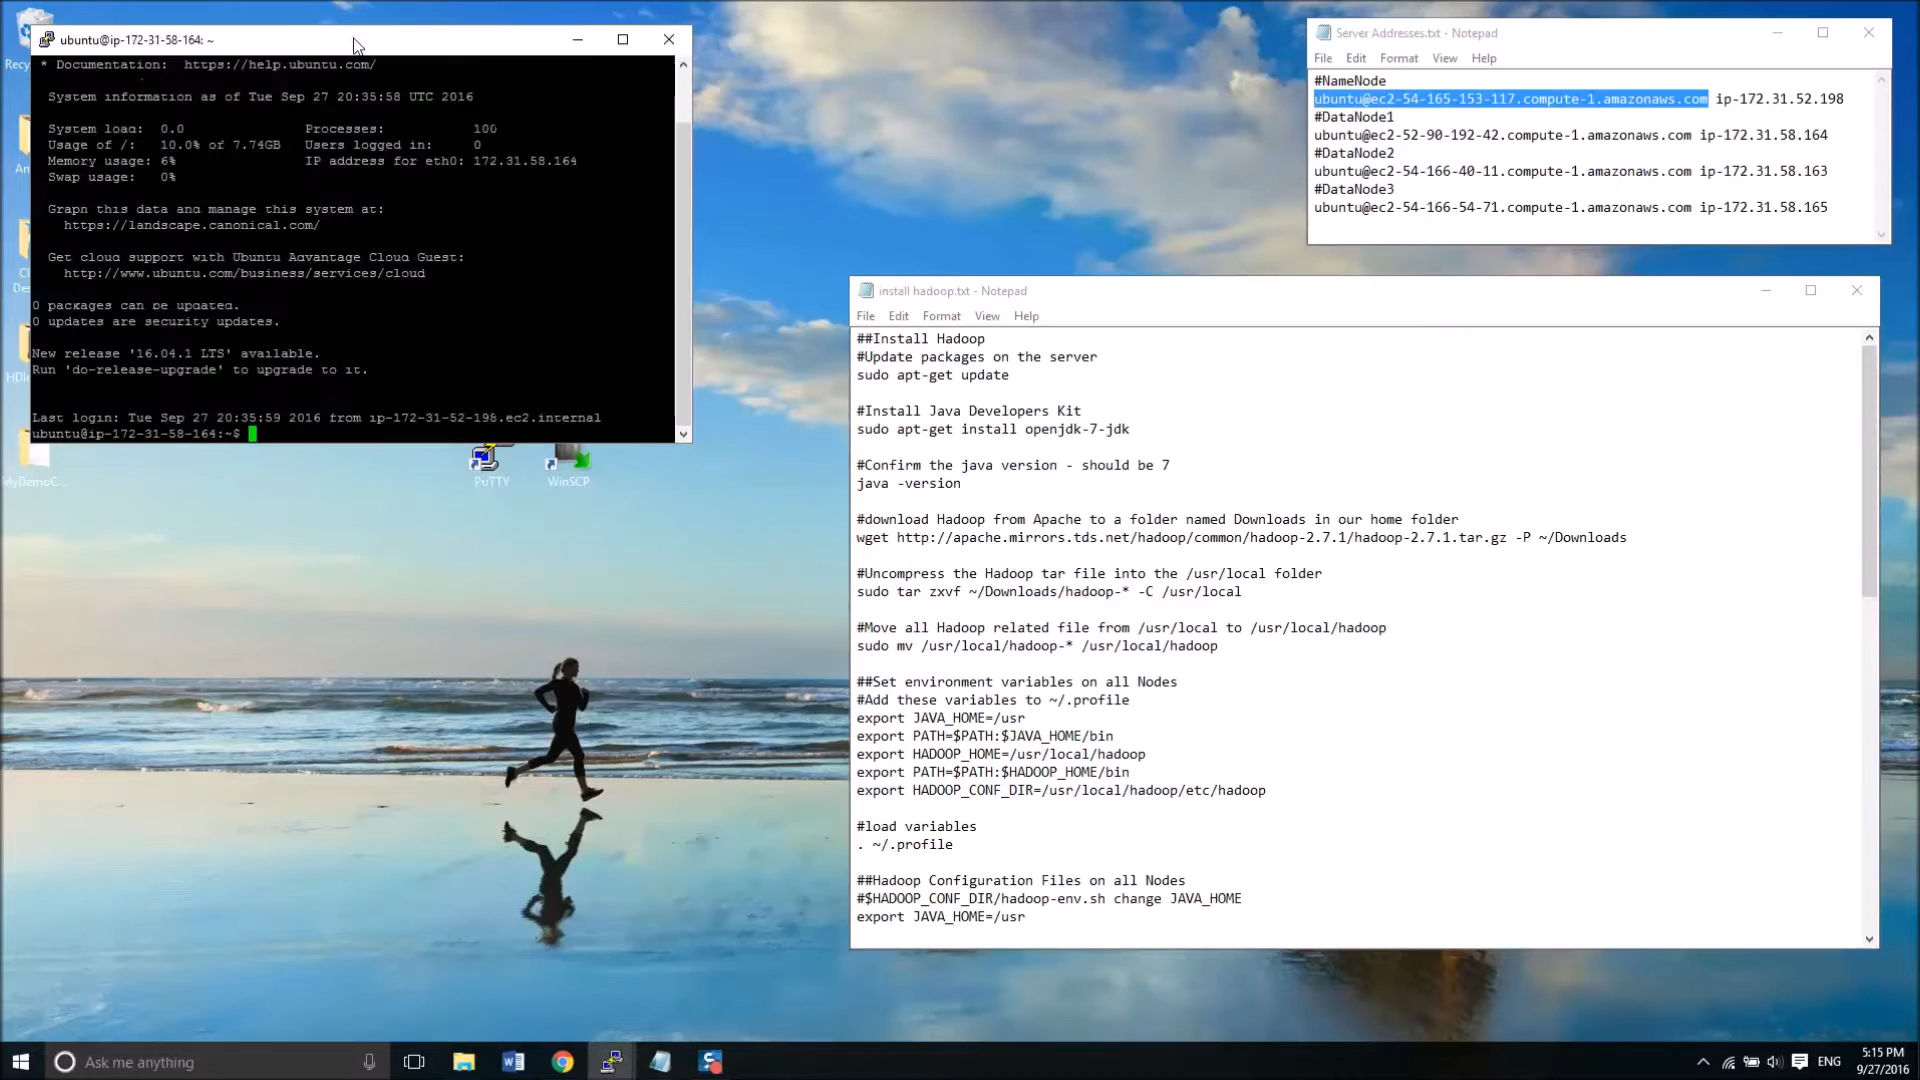 ubuntu@ip-172-31-58-164: ~
* Documentation:  https://help.ubuntu.com/
System information as of Tue Sep 27 20:35:58 UTC 2016
System load:  0.0    Processes:    100
Usage of /:   10.0% of 7.74GB    Users logged in:    0
Memory usage: 6%    IP address for eth0: 172.31.58.164
Swap usage:   0%
Graph this data and manage this system at:
https://landscape.canonical.com/
Get cloud support with Ubuntu Advantage Cloud Guest:
http://www.ubuntu.com/business/services/cloud
0 packages can be updated.
0 updates are security updates.
New release '16.04.1 LTS' available.
Run 'do-release-upgrade' to upgrade to it.
Last login: Tue Sep 27 20:35:59 2016 from ip-172-31-52-198.ec2.internal
ubuntu@ip-172-31-58-164:~$
PuTTY
WinSCP
Server Addresses.txt - Notepad
File Edit Format View Help
#NameNode
ubuntu@ec2-54-165-153-117.compute-1.amazonaws.com ip-172.31.52.198
#DataNode1
ubuntu@ec2-52-90-192-42.compute-1.amazonaws.com ip-172.31.58.164
#DataNode2
ubuntu@ec2-54-166-40-11.compute-1.amazonaws.com ip-172.31.58.163
#DataNode3
ubuntu@ec2-54-166-54-71.compute-1.amazonaws.com ip-172.31.58.165
install hadoop.txt - Notepad
File Edit Format View Help
##Install Hadoop
#Update packages on the server
sudo apt-get update
#Install Java Developers Kit
sudo apt-get install openjdk-7-jdk
#Confirm the java version - should be 7
java -version
#download Hadoop from Apache to a folder named Downloads in our home folder
wget http://apache.mirrors.tds.net/hadoop/common/hadoop-2.7.1/hadoop-2.7.1.tar.gz -P ~/Downloads
#Uncompress the Hadoop tar file into the /usr/local folder
sudo tar zxvf ~/Downloads/hadoop-* -C /usr/local
#Move all Hadoop related file from /usr/local to /usr/local/hadoop
sudo mv /usr/local/hadoop-* /usr/local/hadoop
##Set environment variables on all Nodes
#Add these variables to ~/.profile
export JAVA_HOME=/usr
export PATH=$PATH:$JAVA_HOME/bin
export HADOOP_HOME=/usr/local/hadoop
export PATH=$PATH:$HADOOP_HOME/bin
export HADOOP_CONF_DIR=/usr/local/hadoop/etc/hadoop
#load variables
. ~/.profile
##Hadoop Configuration Files on all Nodes
#$HADOOP_CONF_DIR/hadoop-env.sh change JAVA_HOME
export JAVA_HOME=/usr
Ask me anything
ENG
5:15 PM
9/27/2016